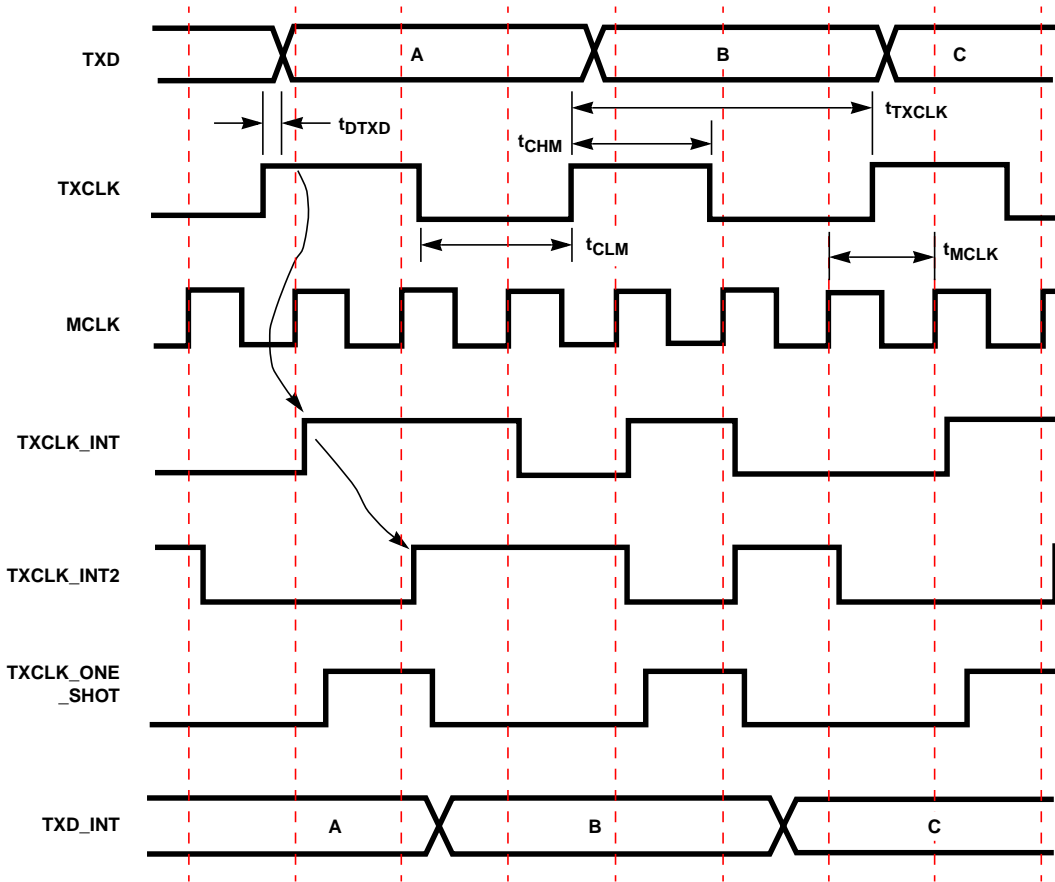 TXD
A
B
C
tDTXD
tTXCLK
tCHM
TXCLK
tCLM
tMCLK
MCLK
TXCLK_INT
TXCLK_INT2
TXCLK_ONE
_SHOT
TXD_INT
A
B
C